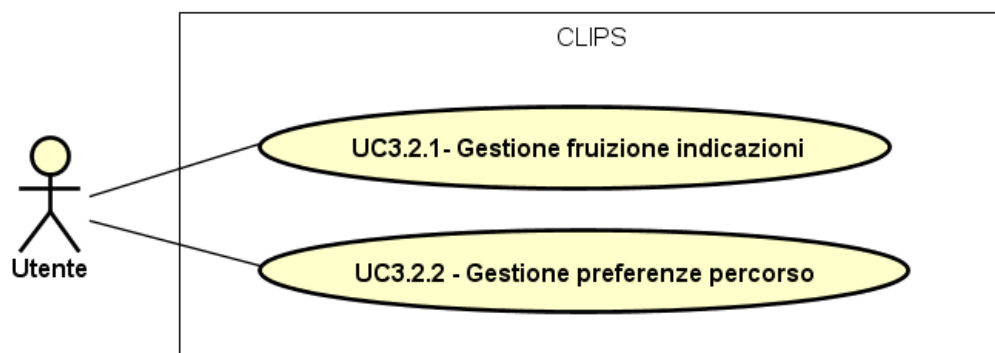 CLIPS
UC3.2.1- Gestione fruizione indicazioni
Utente
UC3.2.2 - Gestione preferenze percorso